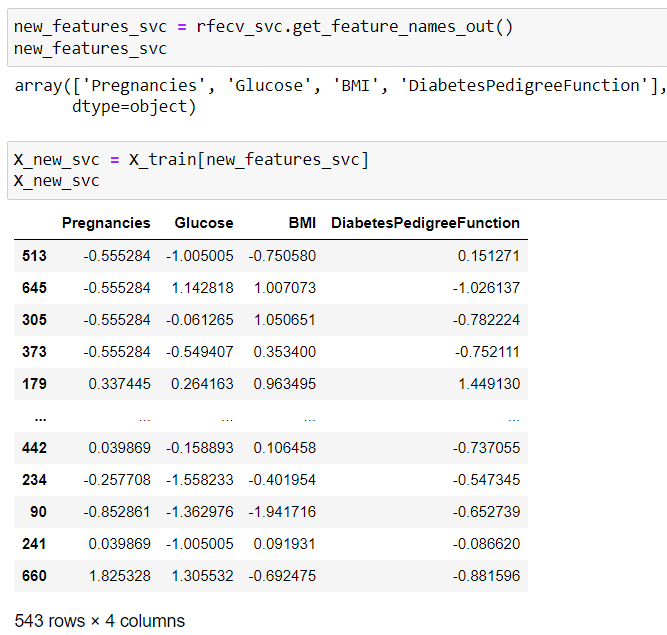 new_features_svc = rfecv_svc.get_feature_names_out()
new_features_svc
array(['Pregnancies', 'Glucose', 'BMI', 'DiabetesPedigreeFunction'],
dtype=object)
X_new_svc = X_train[new_features_svc]
X_new_svc
Pregnancies Glucose BMI DiabetesPedigreeFunction
513 -0.555284 -1.005005 -0.750580 0.151271
645 -0.555284 1.142818 1.007073 -1.026137
305 -0.555284 -0.061265 1.050651 -0.782224
373 -0.555284 -0.549407 0.353400 -0.752111
179 0.337445 0.264163 0.963495 1.449130
... ... ... ... ...
442 0.039869 -0.158893 0.106458 -0.737055
234 -0.257708 -1.558233 -0.401954 -0.547345
90 -0.852861 -1.362976 -1.941716 -0.652739
241 0.039869 -1.005005 0.091931 -0.086620
660 1.825328 1.305532 -0.692475 -0.881596
543 rows × 4 columns